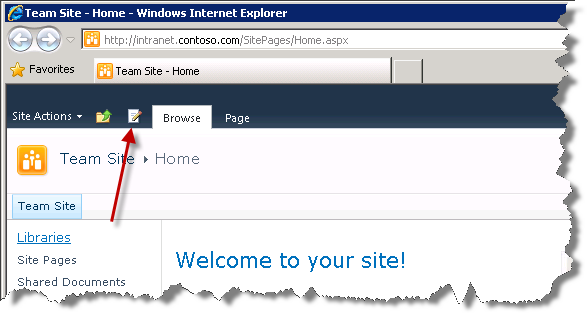 Team Site - Home - Windows Internet Explorer
http://intranet.contoso.com/SitePages/Home.aspx
Favorites Team Site - Home
Site Actions Browse Page
Team Site Home
Team Site
Libraries
Site Pages
Welcome to your site!
Shared Documents